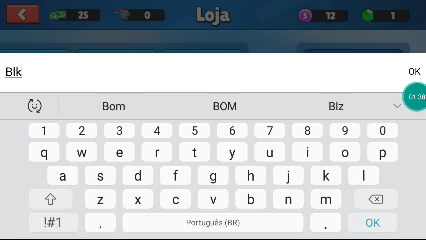 25
0
Loja
12
1
Blk
OK
01:38
Bom
BOM
Blz
1 2 3 4 5 6 7 8 9 0
q w e r t y u i o p
a s d f g h j k l
z x c v b n m
!#1 , Português (BR) . OK